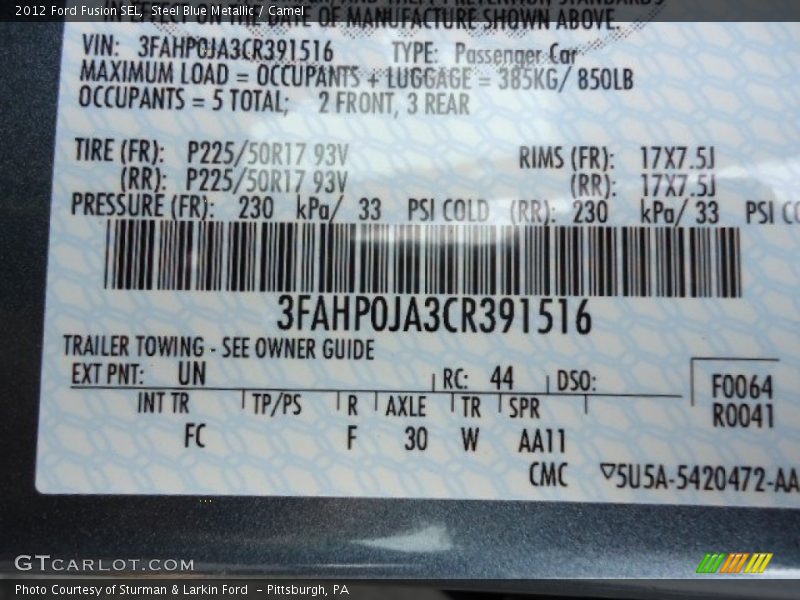 2012 Ford Fusion SEL, Steel Blue Metallic / Camel
EFFECT ON THE DATE OF MANUFACTURE SHOWN ABOVE.
VIN: 3FAHP0JA3CR391516 TYPE: Passenger Car
MAXIMUM LOAD = OCCUPANTS + LUGGAGE = 385KG/ 850LB
OCCUPANTS = 5 TOTAL; 2 FRONT, 3 REAR
TIRE (FR): P225/50R17 93V RIMS (FR): 17X7.5J
(RR): P225/50R17 93V (RR): 17X7.5J
PRESSURE (FR): 230 kPa/ 33 PSI COLD (RR): 230 kPa/ 33 PSI CO
3FAHP0JA3CR391516
TRAILER TOWING - SEE OWNER GUIDE
EXT PNT: UN RC: 44 DSO: F0064
INT TR TP/PS R AXLE TR SPR R0041
FC F 30 W AA11
CMC ▽5U5A-5420472-AA
GTCARLOT.COM
Photo Courtesy of Sturman & Larkin Ford - Pittsburgh, PA